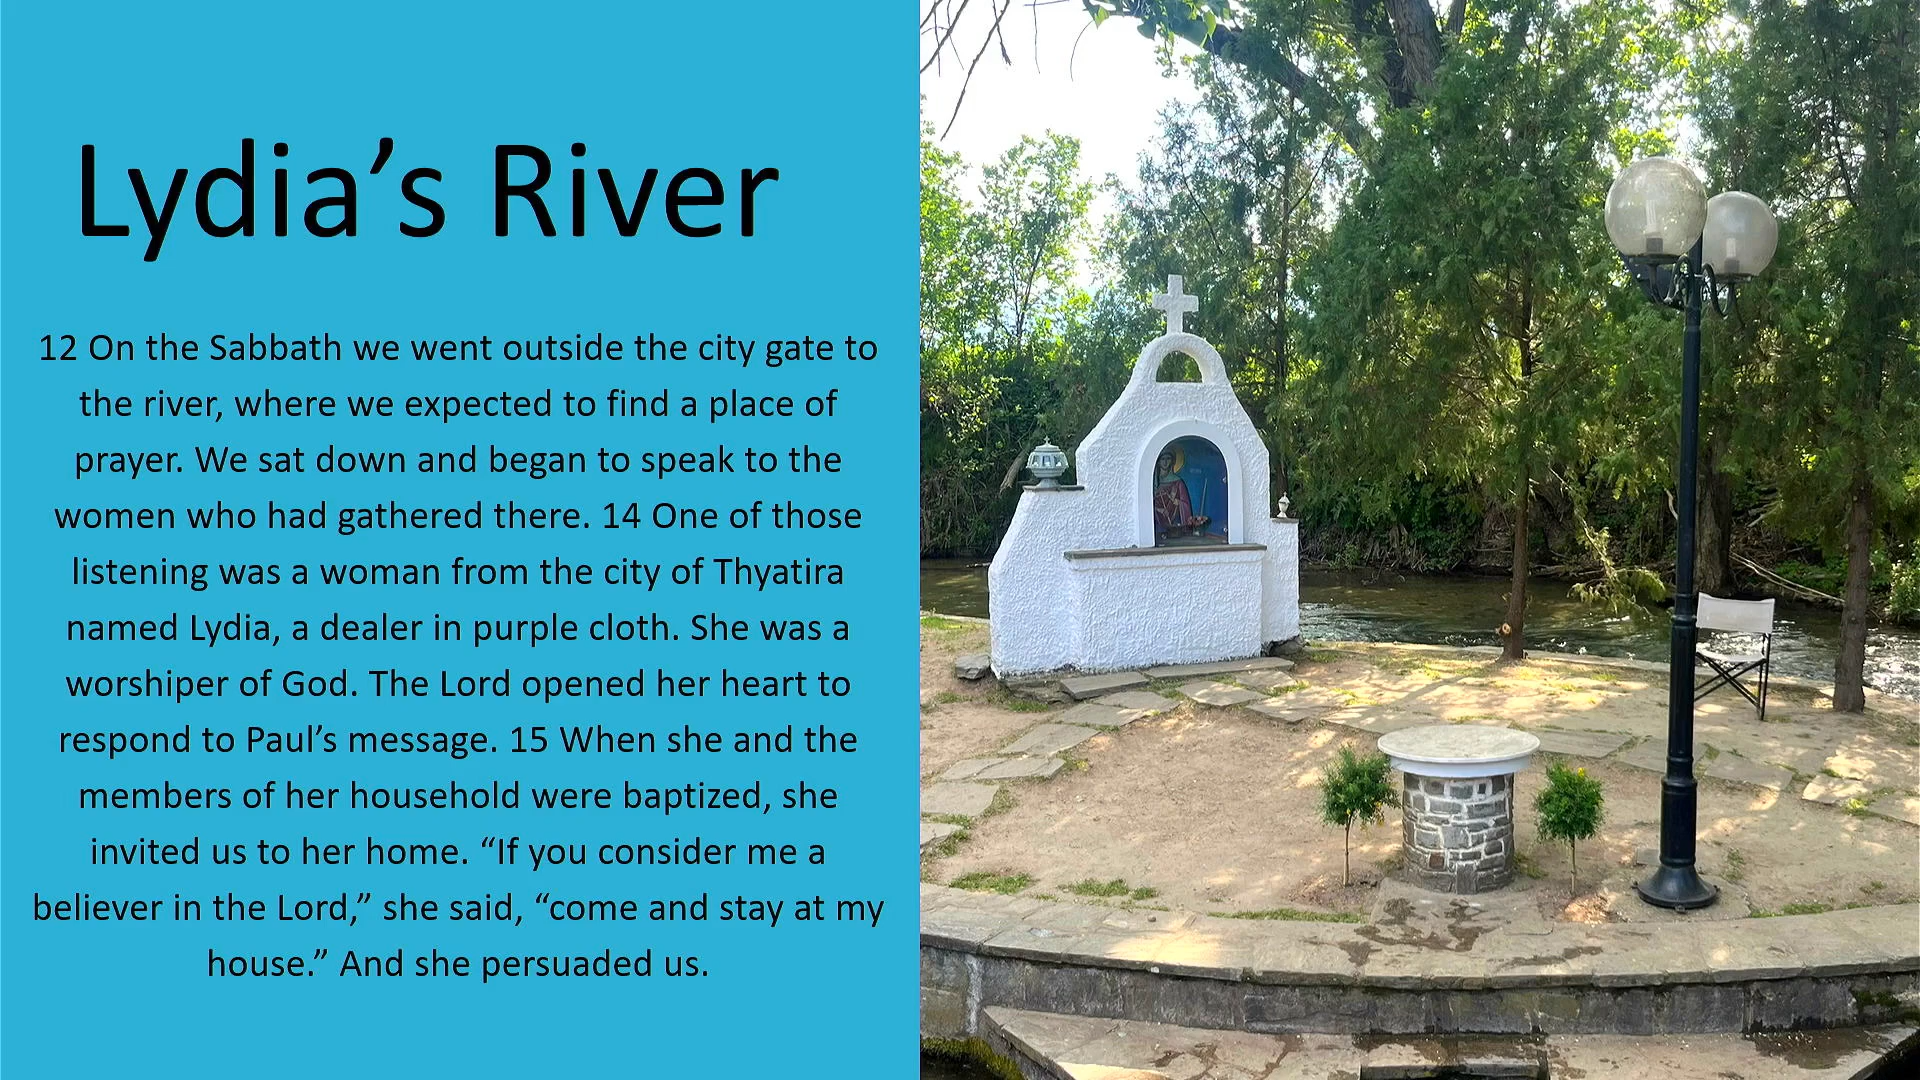 Lydia’s River
12 On the Sabbath we went outside the city gate to
the river, where we expected to find a place of
prayer. We sat down and began to speak to the
women who had gathered there. 14 One of those
listening was a woman from the city of Thyatira
named Lydia, a dealer in purple cloth. She was a
worshiper of God. The Lord opened her heart to
respond to Paul’s message. 15 When she and the
members of her household were baptized, she
invited us to her home. “If you consider me a
believer in the Lord,” she said, “come and stay at my
house.” And she persuaded us.